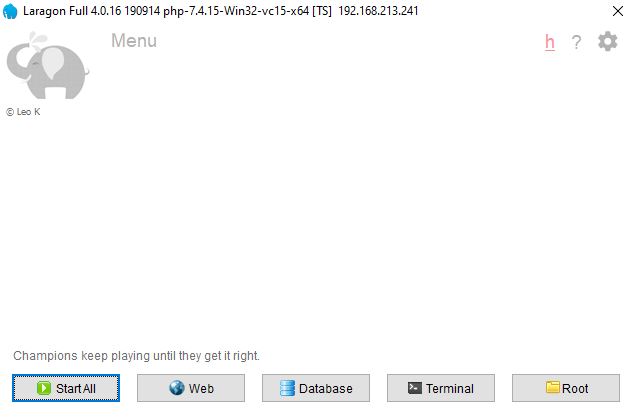 Laragon Full 4.0.16 190914 php-7.4.15-Win32-vc15-x64 [TS] 192.168.213.241
Menu
h ?
© Leo K
Champions keep playing until they get it right.
Start All Web Database Terminal Root